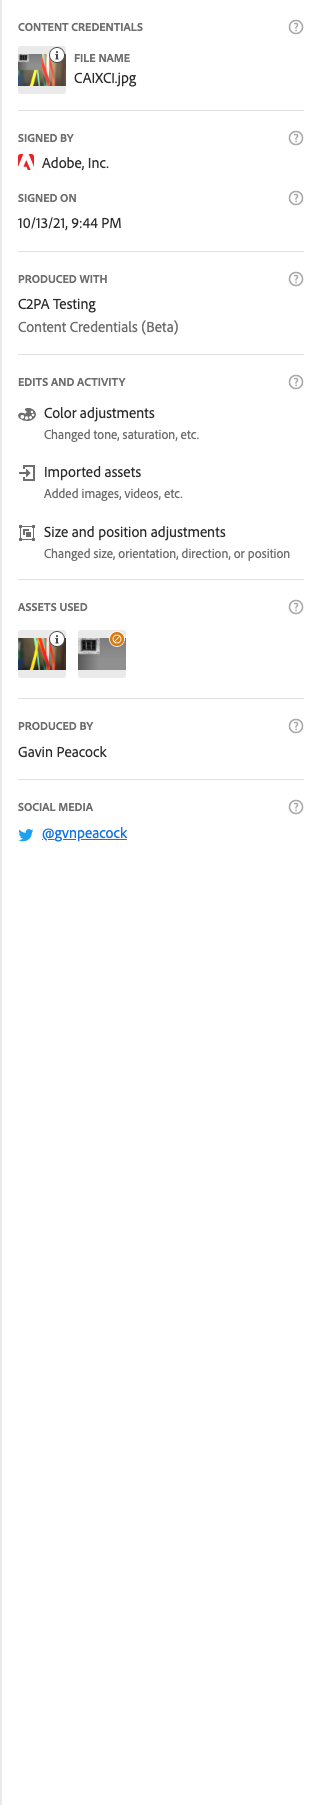 CONTENT CREDENTIALS
FILE NAME
CAIXCI.jpg
SIGNED BY
Adobe, Inc.
SIGNED ON
10/13/21, 9:44 PM
PRODUCED WITH
C2PA Testing
Content Credentials (Beta)
EDITS AND ACTIVITY
Color adjustments
Changed tone, saturation, etc.
Imported assets
Added images, videos, etc.
Size and position adjustments
Changed size, orientation, direction, or position
ASSETS USED
PRODUCED BY
Gavin Peacock
SOCIAL MEDIA
@gvnpeacock